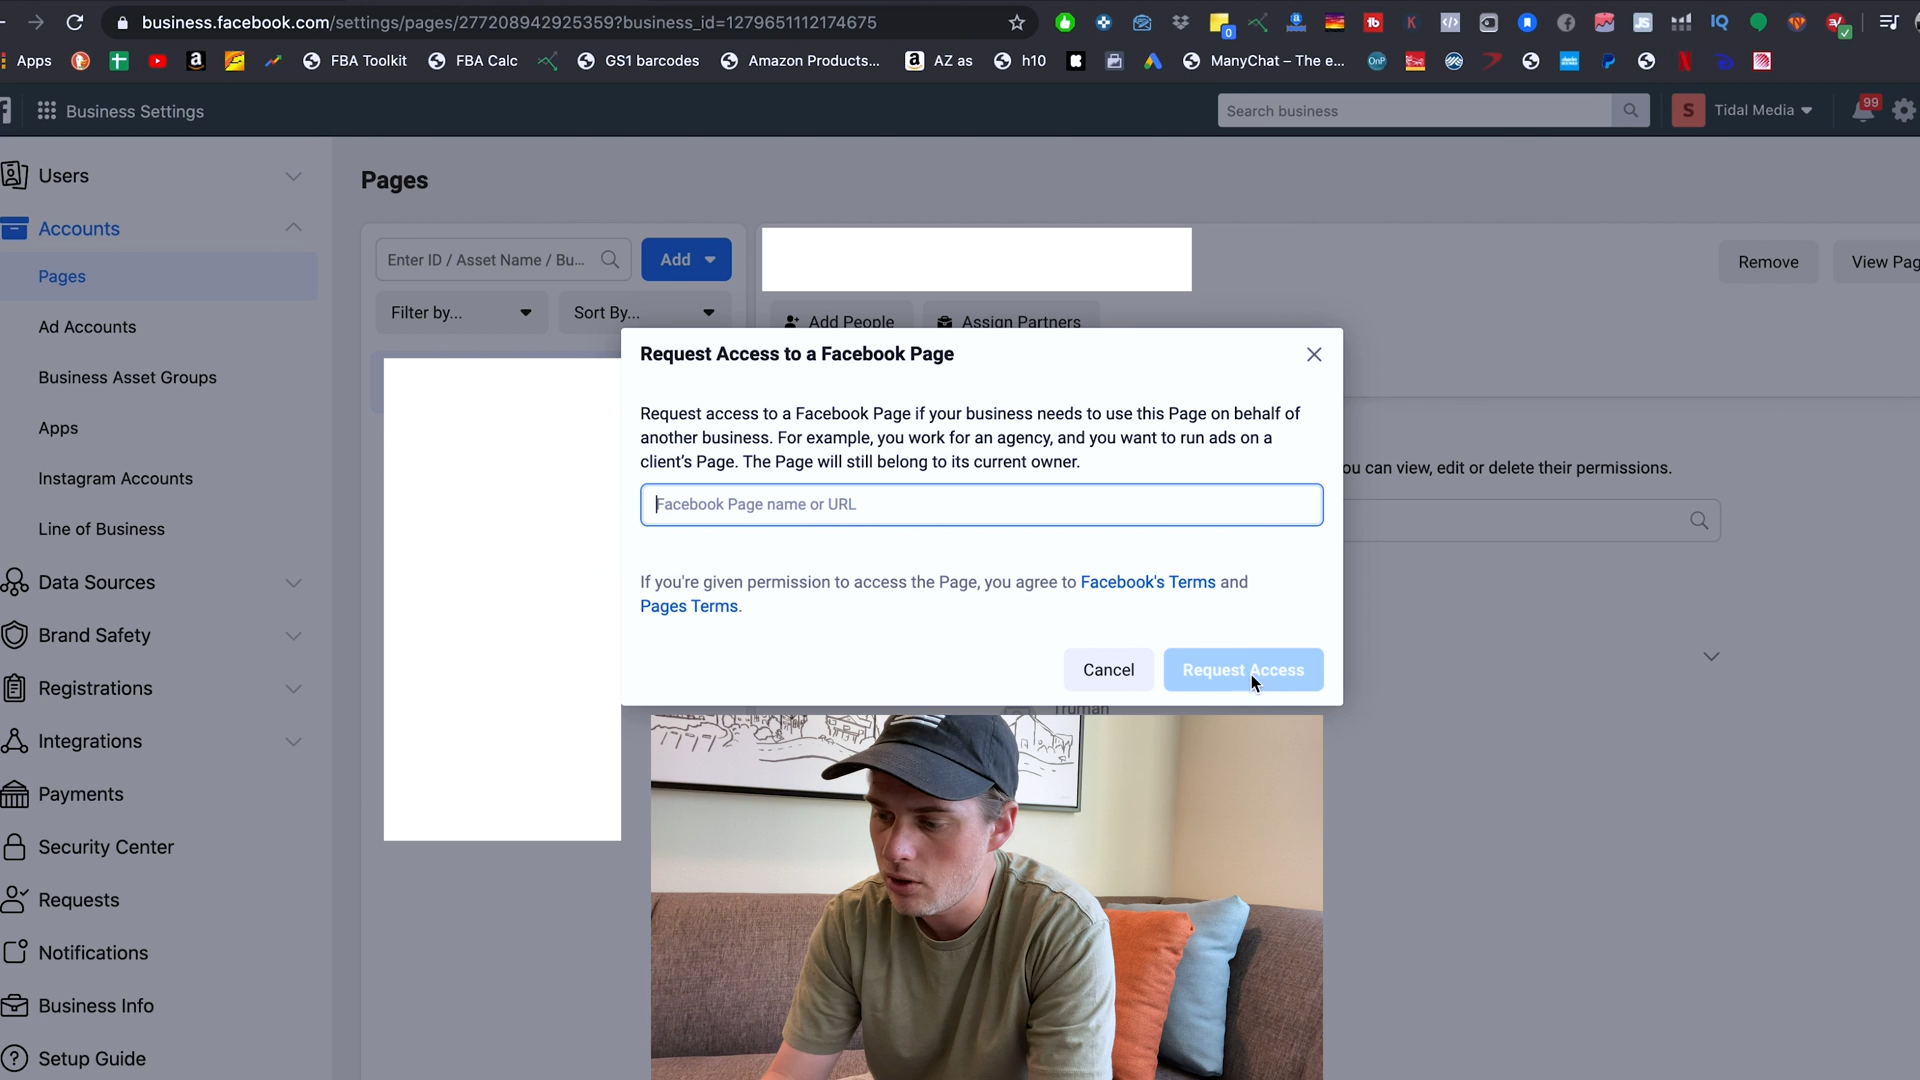 business.facebook.com/settings/pages/277208942925359?business_id=1279651112174675
Apps
FBA Toolkit
FBA Calc
GS1 barcodes
Amazon Products...
AZ as
h10
ManyChat – The e...
Business Settings
Search business
S
Tidal Media
99
Users
Accounts
Pages
Ad Accounts
Business Asset Groups
Apps
Instagram Accounts
Line of Business
Data Sources
Brand Safety
Registrations
Integrations
Payments
Security Center
Requests
Notifications
Business Info
Setup Guide
Pages
Enter ID / Asset Name / Bu...
Add
Filter by...
Sort By...
Remove
View Pag
Add People
Assign Partners
Request Access to a Facebook Page
Request access to a Facebook Page if your business needs to use this Page on behalf of
another business. For example, you work for an agency, and you want to run ads on a
client's Page. The Page will still belong to its current owner.
Facebook Page name or URL
If you're given permission to access the Page, you agree to Facebook's Terms and
Pages Terms.
Cancel
Request Access
ou can view, edit or delete their permissions.
Truman